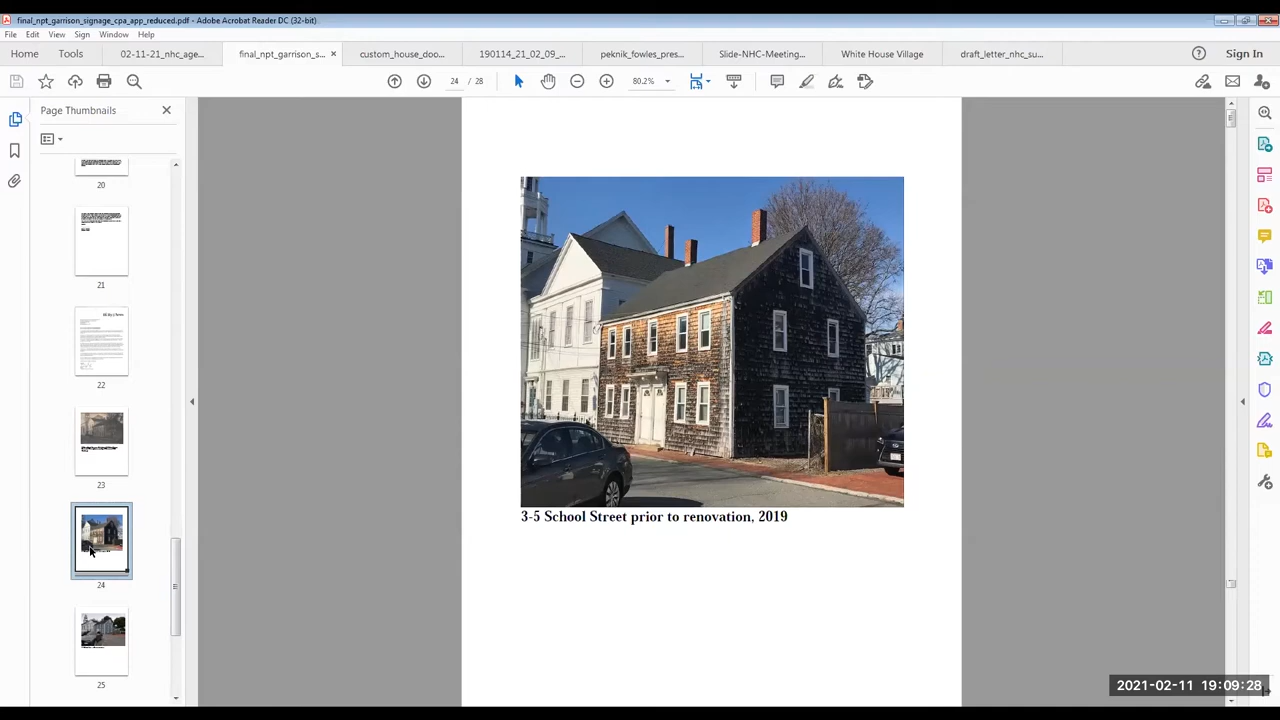 final_npt_garrison_signage_cpa_app_reduced.pdf - Adobe Acrobat Reader DC (32-bit)
File Edit View Sign Window Help
Home Tools 02-11-21_nhc_age... final_npt_garrison_s... × custom_house_doo... 190114_21_02_09_... peknik_fowles_pres... Slide-NHC-Meeting... White House Village draft_letter_nhc_su... Sign In
24 / 28 80.2%
Page Thumbnails
20
21
22
23
24
25
3-5 School Street prior to renovation, 2019
2021-02-11 19:09:28